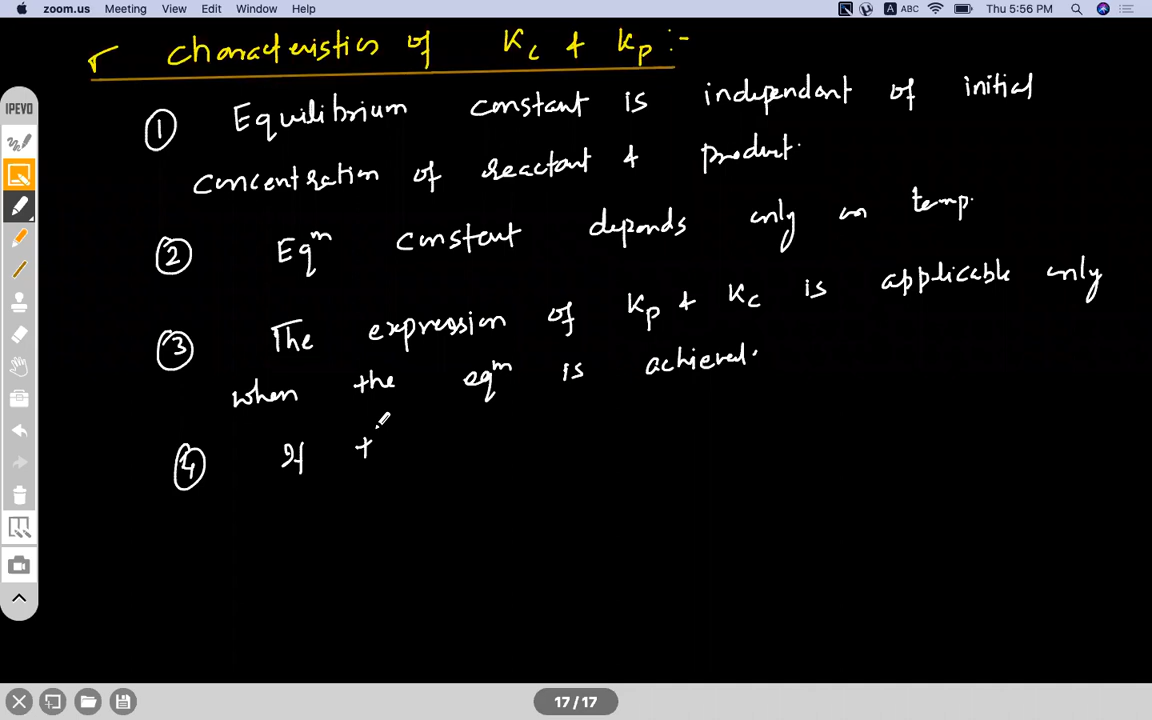 zoom.us Meeting View Edit Window Help A ABC Thu 5:56 PM
Characteristics of Kc & Kp :-
IPEVO
① Equilibrium constant is independent of initial
concentration of reactant & product.
② Eqm constant depends only on temp.
③ The expression of Kp & Kc is applicable only
when the eqm is achieved.
④ If t
17/17